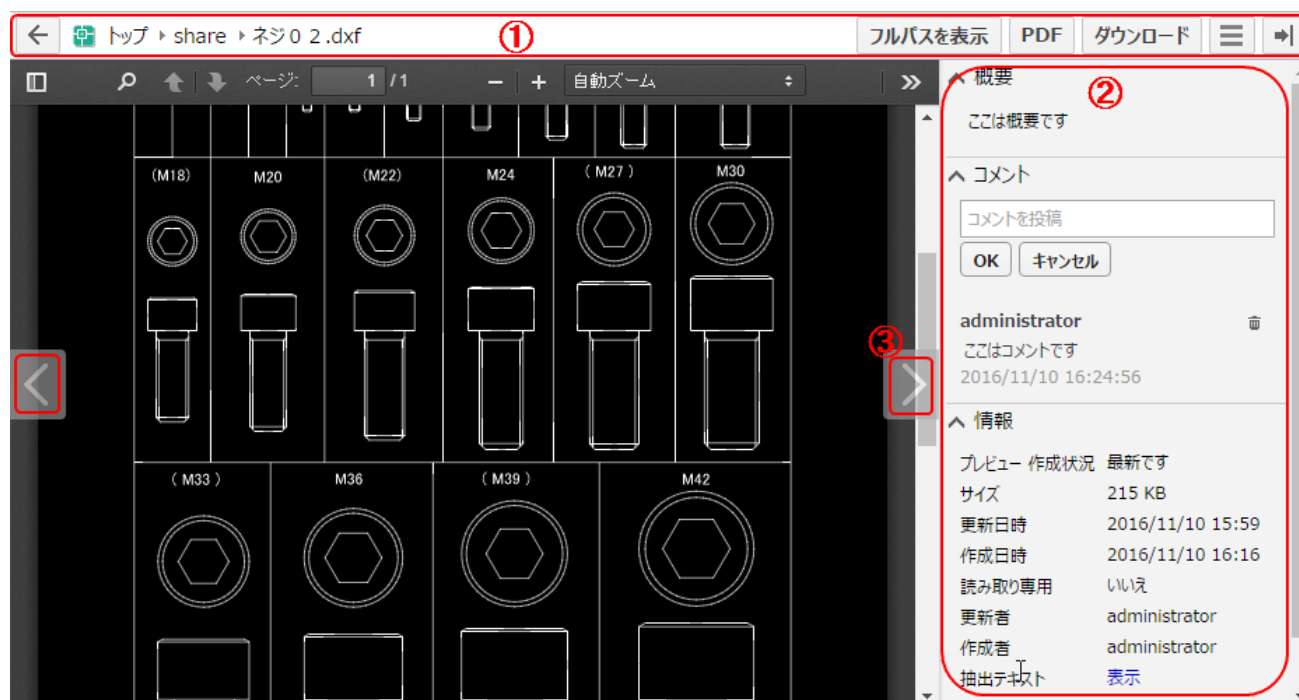 トップ share ネジ０２.dxf ① フルパスを表示 PDF ダウンロード
ページ: 1 /1 自動ズーム
(M18) M20 (M22) M24 ( M27 ) M30
( M33 ) M36 ( M39 ) M42
③
概要 ②
ここは概要です
コメント
コメントを投稿
OK キャンセル
administrator
ここはコメントです
2016/11/10 16:24:56
情報
プレビュー 作成状況 最新です
サイズ 215 KB
更新日時 2016/11/10 15:59
作成日時 2016/11/10 16:16
読み取り専用 いいえ
更新者 administrator
作成者 administrator
抽出テキスト 表示